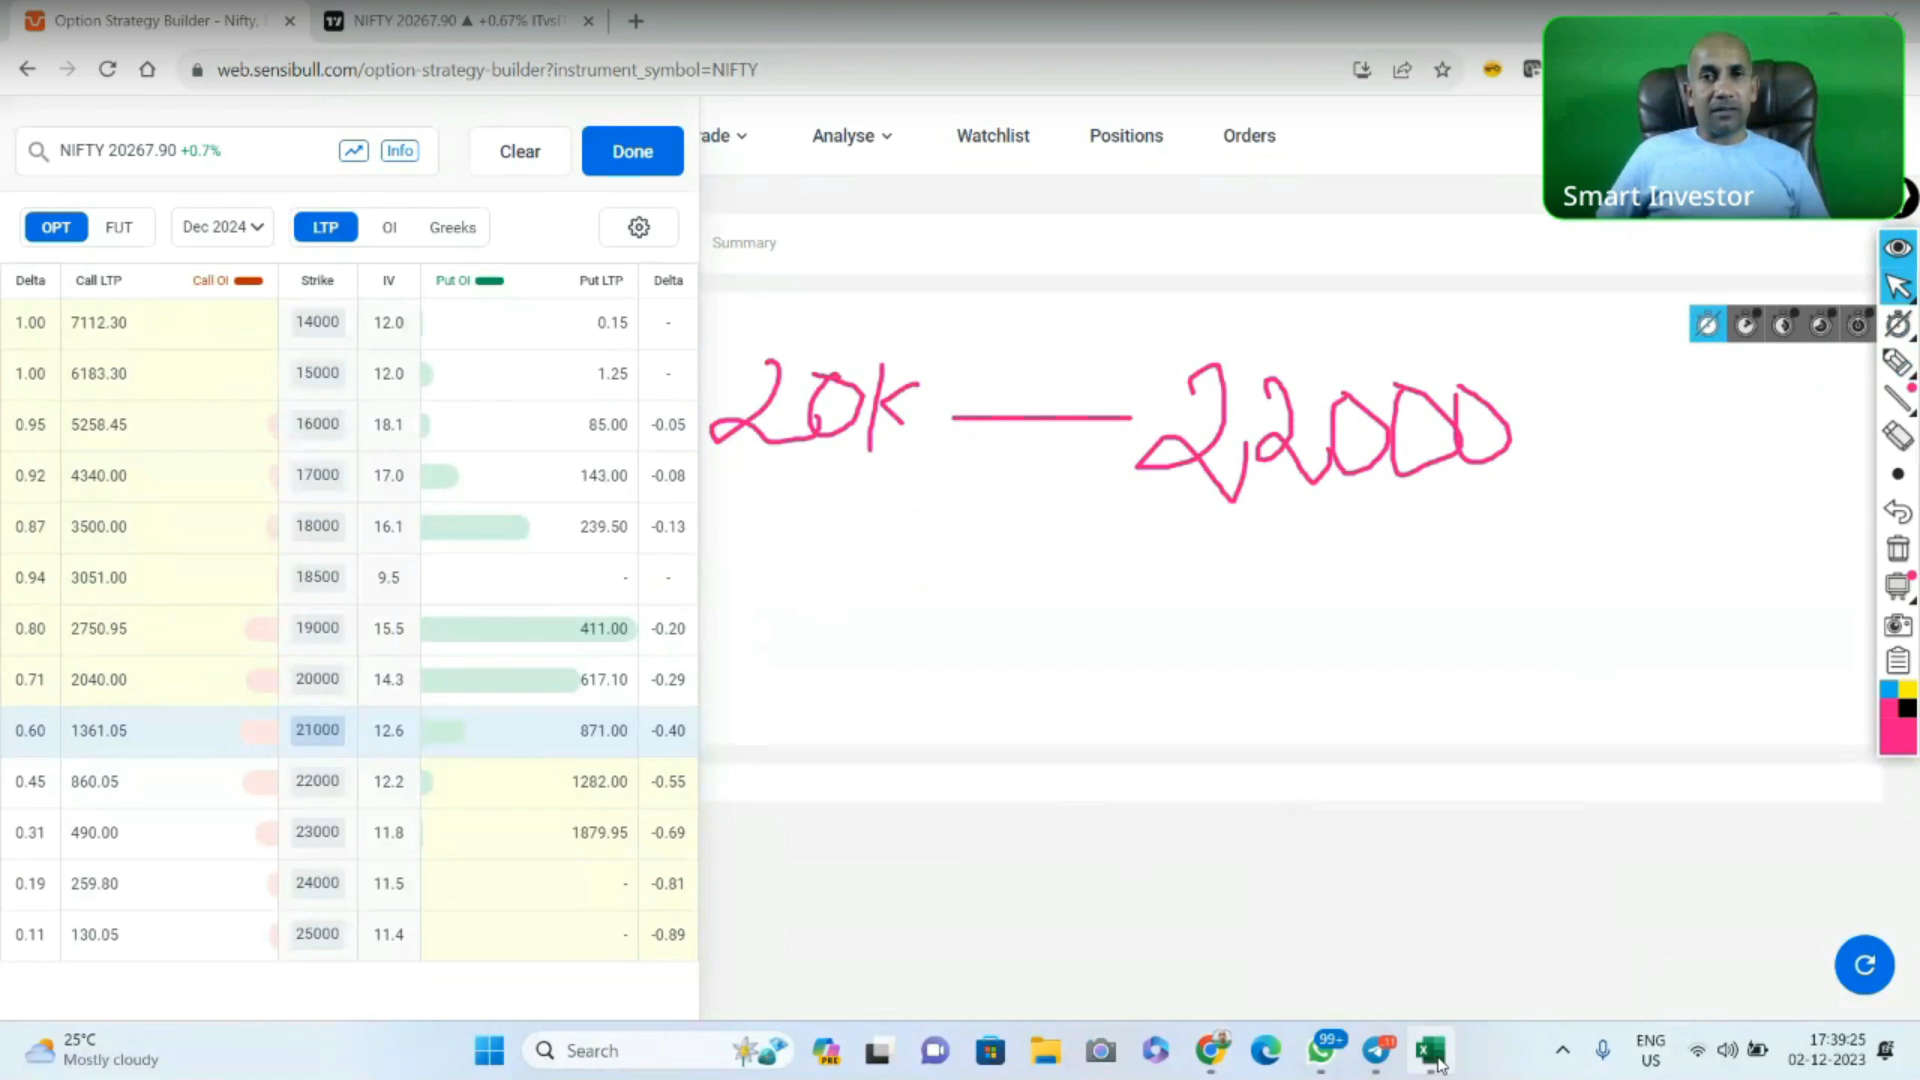 Option Strategy Builder - Nifty,
NIFTY 20267.90 ▲ +0.67% ITvsIT
web.sensibull.com/option-strategy-builder?instrument_symbol=NIFTY
NIFTY 20267.90 +0.7%
Info
Clear
Done
ade
Analyse
Watchlist
Positions
Orders
Smart Investor
OPT FUT
Dec 2024
LTP OI Greeks
Summary
Delta Call LTP Call OI Strike IV Put OI Put LTP Delta
1.00 7112.30 14000 12.0 0.15 -
1.00 6183.30 15000 12.0 1.25 -
0.95 5258.45 16000 18.1 85.00 -0.05
0.92 4340.00 17000 17.0 143.00 -0.08
0.87 3500.00 18000 16.1 239.50 -0.13
0.94 3051.00 18500 9.5 - -
0.80 2750.95 19000 15.5 411.00 -0.20
0.71 2040.00 20000 14.3 617.10 -0.29
0.60 1361.05 21000 12.6 871.00 -0.40
0.45 860.05 22000 12.2 1282.00 -0.55
0.31 490.00 23000 11.8 1879.95 -0.69
0.19 259.80 24000 11.5 - -0.81
0.11 130.05 25000 11.4 - -0.89
20K — 22000
25°C
Mostly cloudy
Search
PRE
99+
ENG
US
17:39:25
02-12-2023